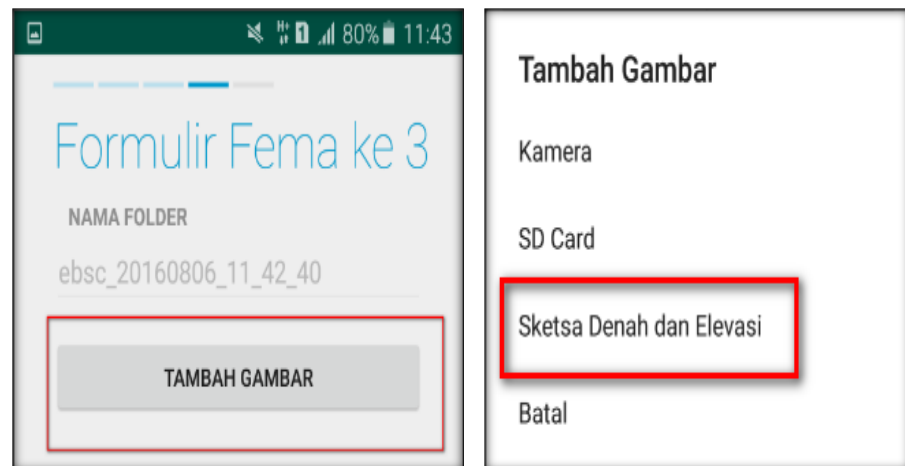 H+ 1 80% 11:43
Formulir Fema ke 3
NAMA FOLDER
ebsc_20160806_11_42_40
TAMBAH GAMBAR
Tambah Gambar
Kamera
SD Card
Sketsa Denah dan Elevasi
Batal